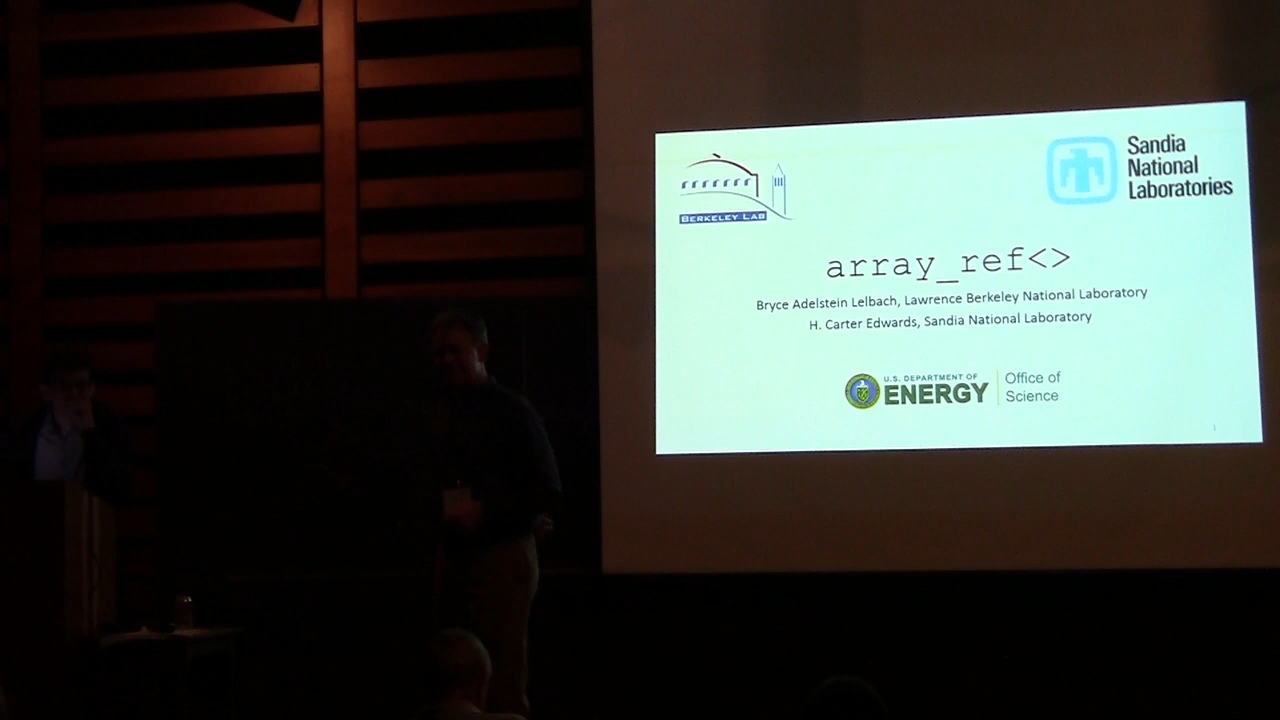 BERKELEY LAB
Sandia
National
Laboratories
array_ref<>
Bryce Adelstein Lelbach, Lawrence Berkeley National Laboratory
H. Carter Edwards, Sandia National Laboratory
U.S. DEPARTMENT OF
ENERGY
Office of
Science
1